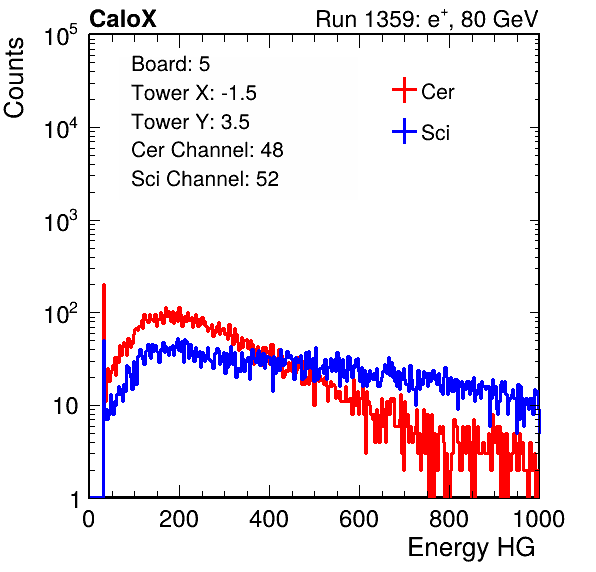 CaloX Run 1359: e⁺, 80 GeV
Counts
Board: 5
Tower X: -1.5
Tower Y: 3.5
Cer Channel: 48
Sci Channel: 52
Cer
Sci
10⁵
10⁴
10³
10²
10
1
0 200 400 600 800 1000
Energy HG